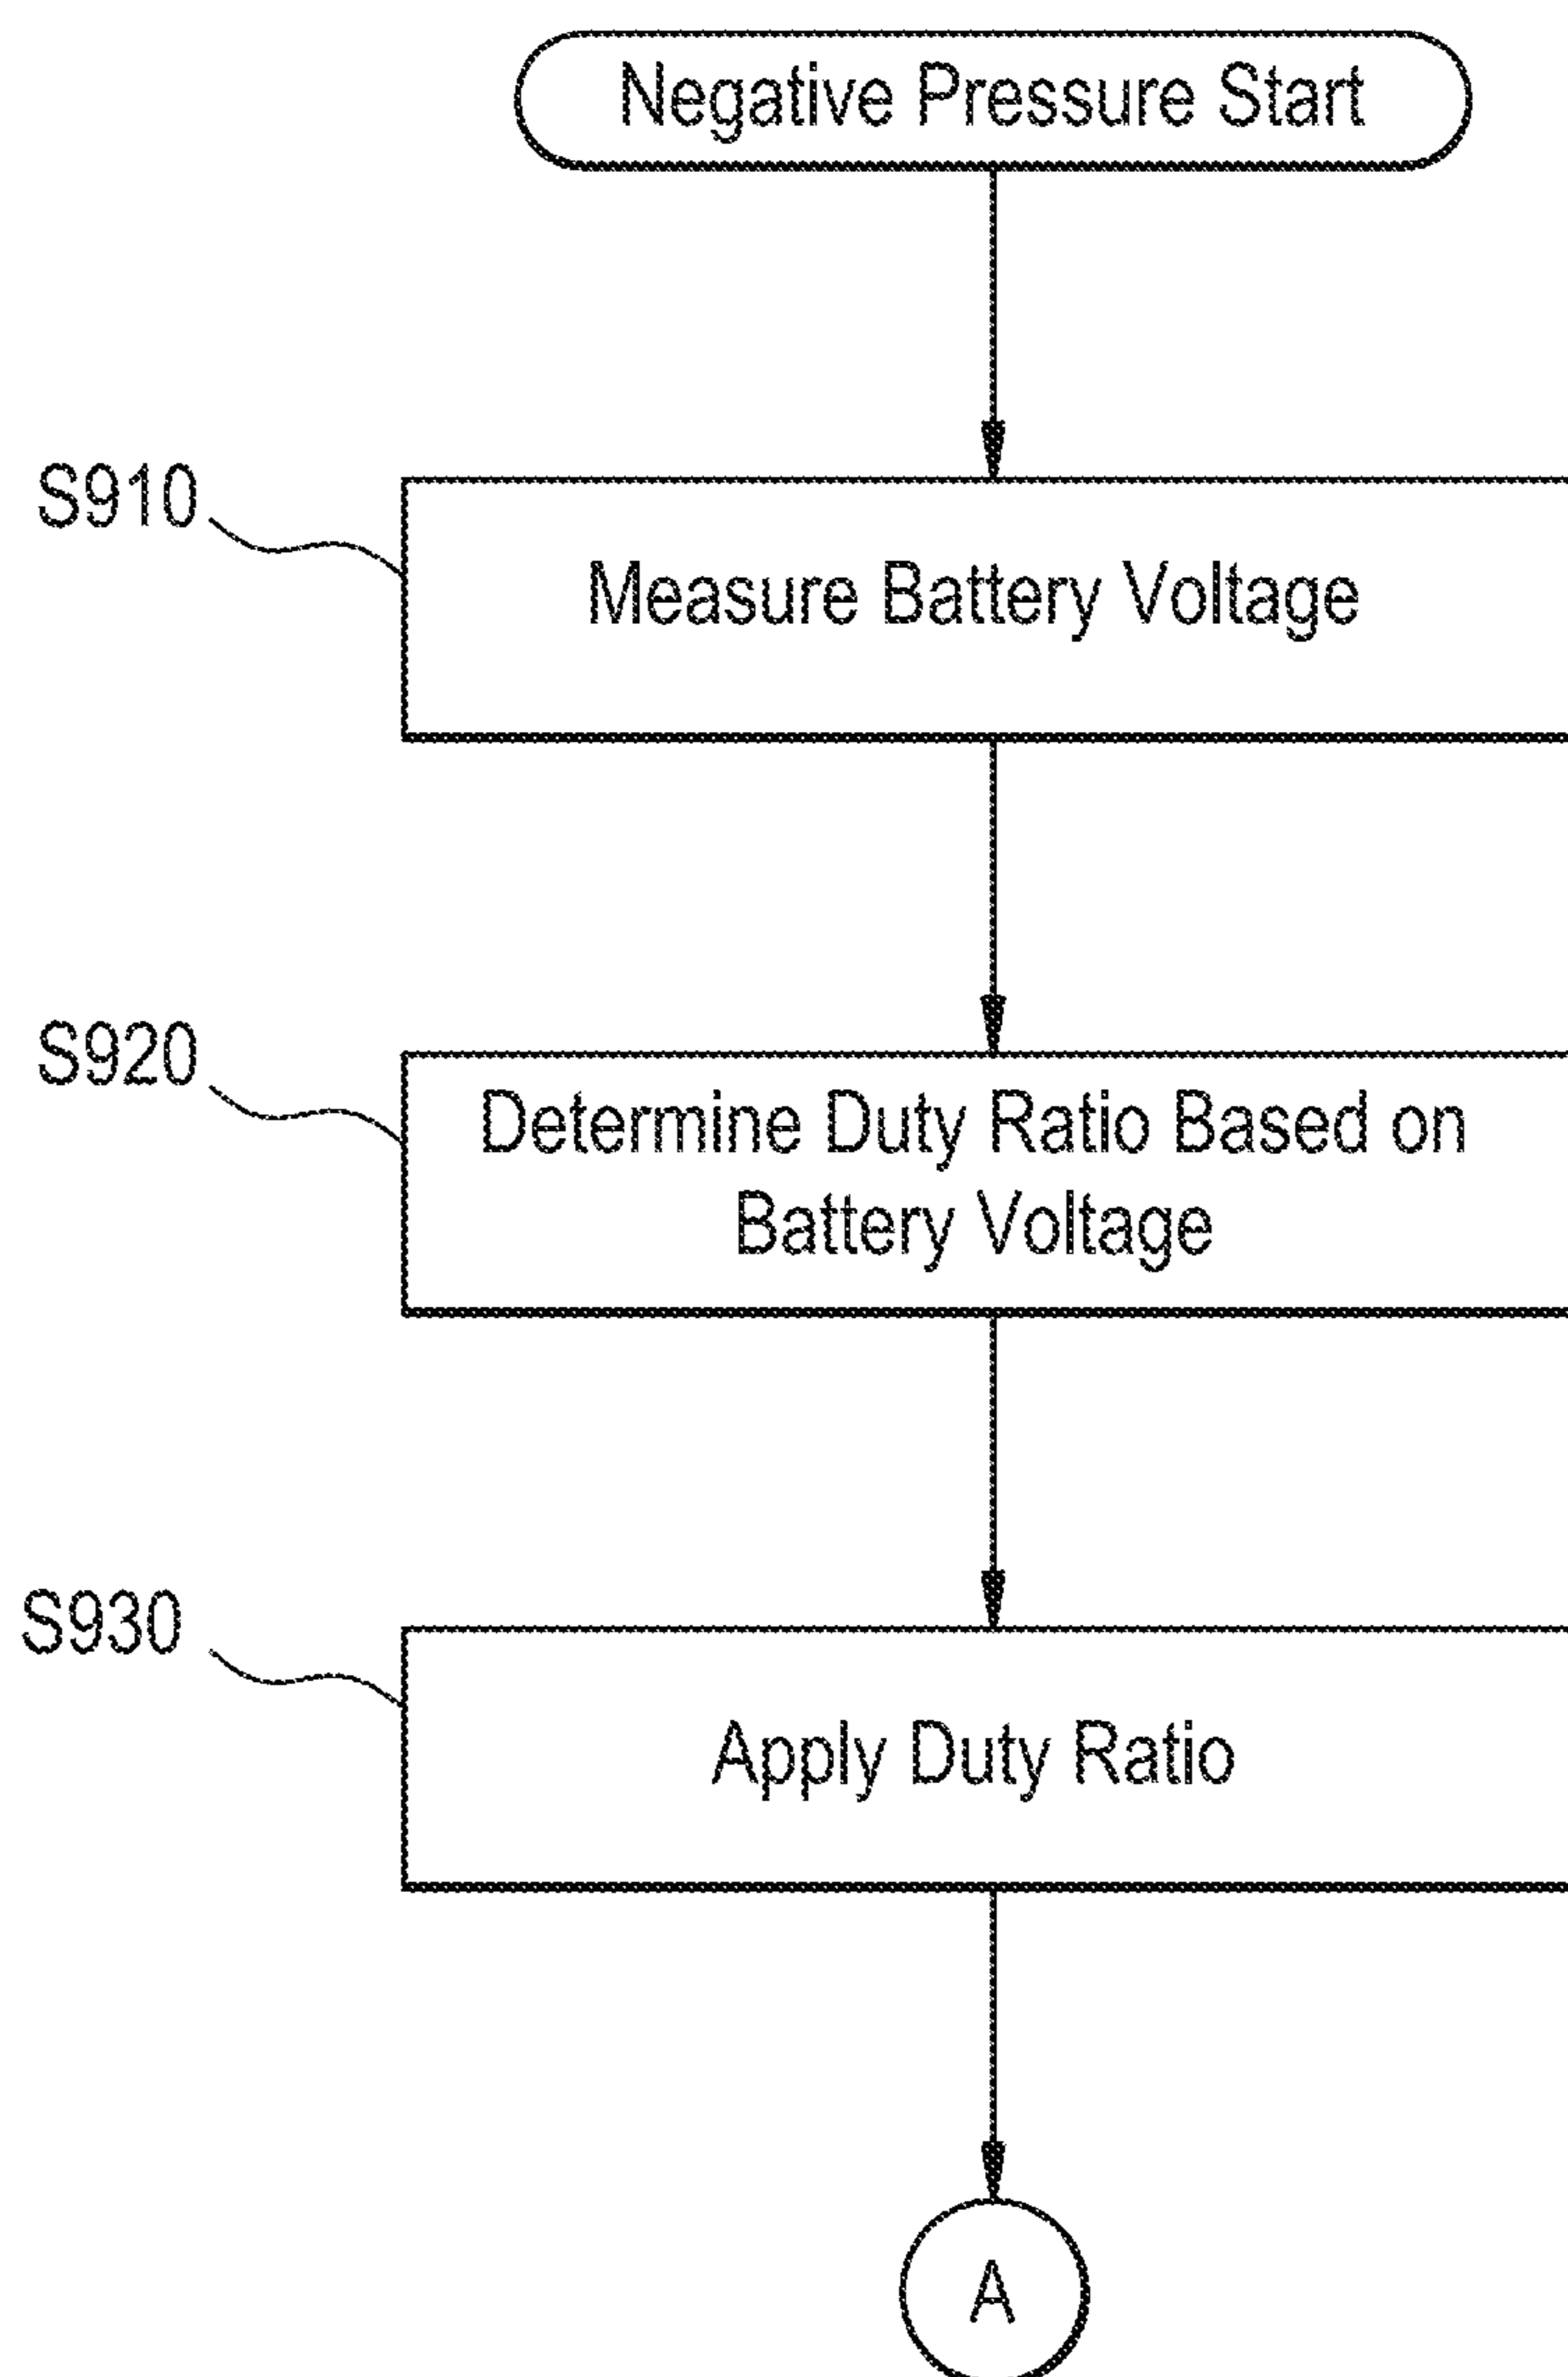 Negative Pressure Start
S910
Measure Battery Voltage
S920
Determine Duty Ratio Based on
Battery Voltage
S930
Apply Duty Ratio
A